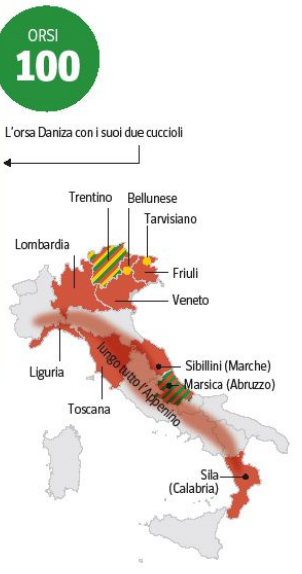 ORSI
100
L'orsa Daniza con i suoi due cuccioli
Trentino
Bellunese
Tarvisiano
Lombardia
Friuli
Veneto
Liguria
Toscana
lungo tutto l'Appenino
Sibillini (Marche)
Marsica (Abruzzo)
Sila
(Calabria)